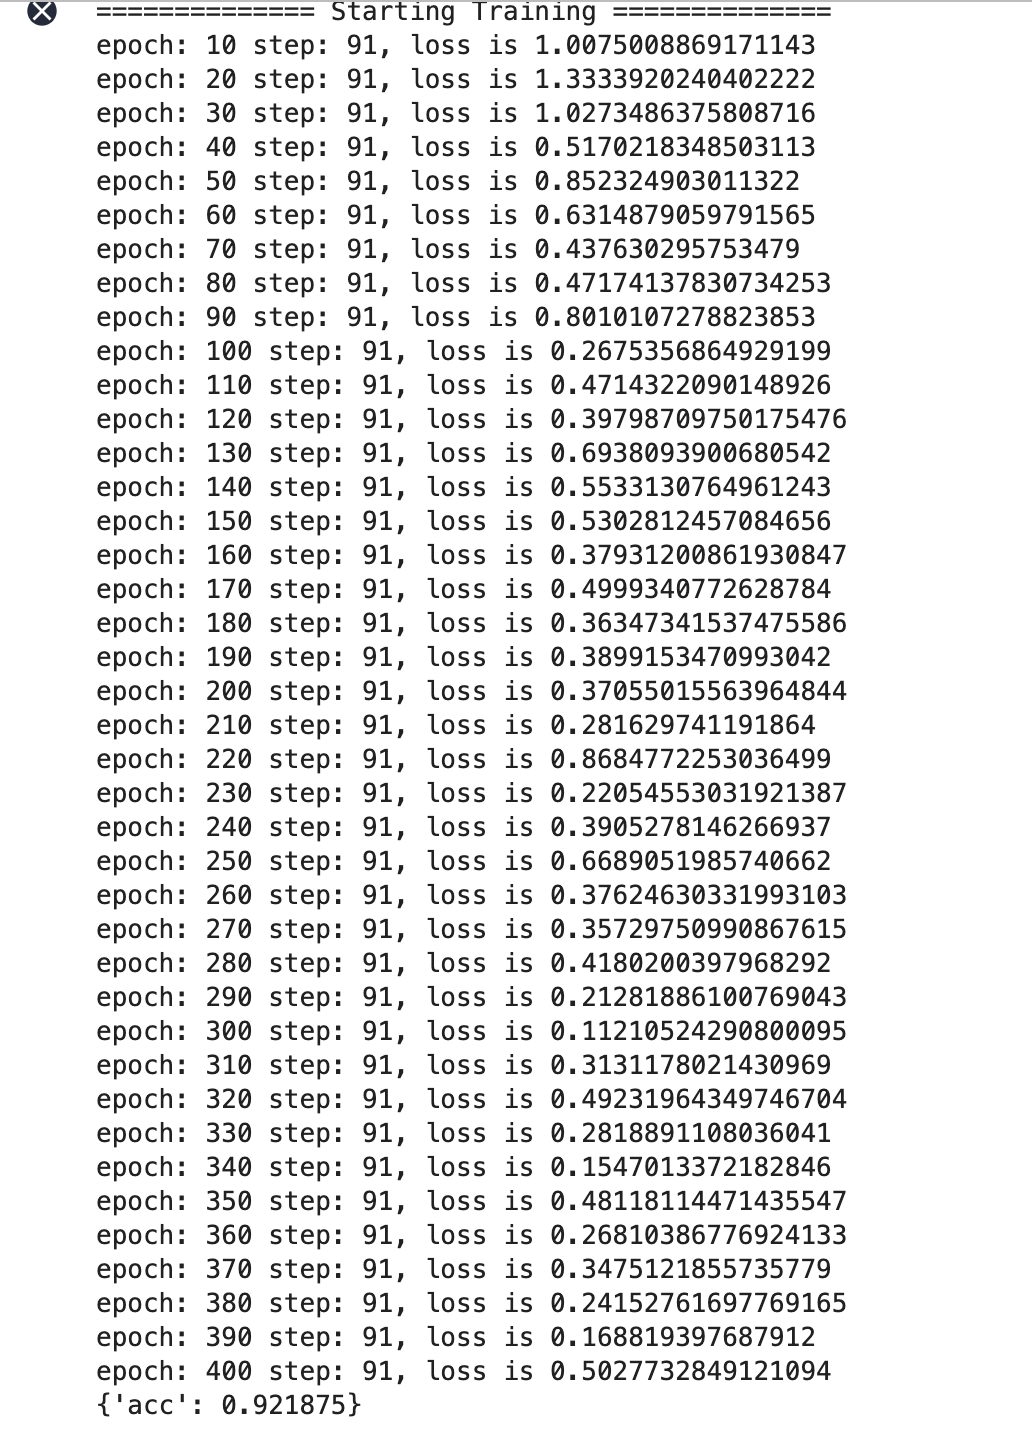 ============== Starting Training ==============
epoch: 10 step: 91, loss is 1.0075008869171143
epoch: 20 step: 91, loss is 1.3333920240402222
epoch: 30 step: 91, loss is 1.0273486375808716
epoch: 40 step: 91, loss is 0.5170218348503113
epoch: 50 step: 91, loss is 0.852324903011322
epoch: 60 step: 91, loss is 0.6314879059791565
epoch: 70 step: 91, loss is 0.437630295753479
epoch: 80 step: 91, loss is 0.47174137830734253
epoch: 90 step: 91, loss is 0.8010107278823853
epoch: 100 step: 91, loss is 0.2675356864929199
epoch: 110 step: 91, loss is 0.4714322090148926
epoch: 120 step: 91, loss is 0.39798709750175476
epoch: 130 step: 91, loss is 0.6938093900680542
epoch: 140 step: 91, loss is 0.5533130764961243
epoch: 150 step: 91, loss is 0.5302812457084656
epoch: 160 step: 91, loss is 0.37931200861930847
epoch: 170 step: 91, loss is 0.4999340772628784
epoch: 180 step: 91, loss is 0.36347341537475586
epoch: 190 step: 91, loss is 0.3899153470993042
epoch: 200 step: 91, loss is 0.37055015563964844
epoch: 210 step: 91, loss is 0.281629741191864
epoch: 220 step: 91, loss is 0.8684772253036499
epoch: 230 step: 91, loss is 0.22054553031921387
epoch: 240 step: 91, loss is 0.3905278146266937
epoch: 250 step: 91, loss is 0.6689051985740662
epoch: 260 step: 91, loss is 0.37624630331993103
epoch: 270 step: 91, loss is 0.35729750990867615
epoch: 280 step: 91, loss is 0.4180200397968292
epoch: 290 step: 91, loss is 0.21281886100769043
epoch: 300 step: 91, loss is 0.11210524290800095
epoch: 310 step: 91, loss is 0.3131178021430969
epoch: 320 step: 91, loss is 0.49231964349746704
epoch: 330 step: 91, loss is 0.2818891108036041
epoch: 340 step: 91, loss is 0.1547013372182846
epoch: 350 step: 91, loss is 0.48118114471435547
epoch: 360 step: 91, loss is 0.26810386776924133
epoch: 370 step: 91, loss is 0.3475121855735779
epoch: 380 step: 91, loss is 0.24152761697769165
epoch: 390 step: 91, loss is 0.168819397687912
epoch: 400 step: 91, loss is 0.5027732849121094
{'acc': 0.921875}